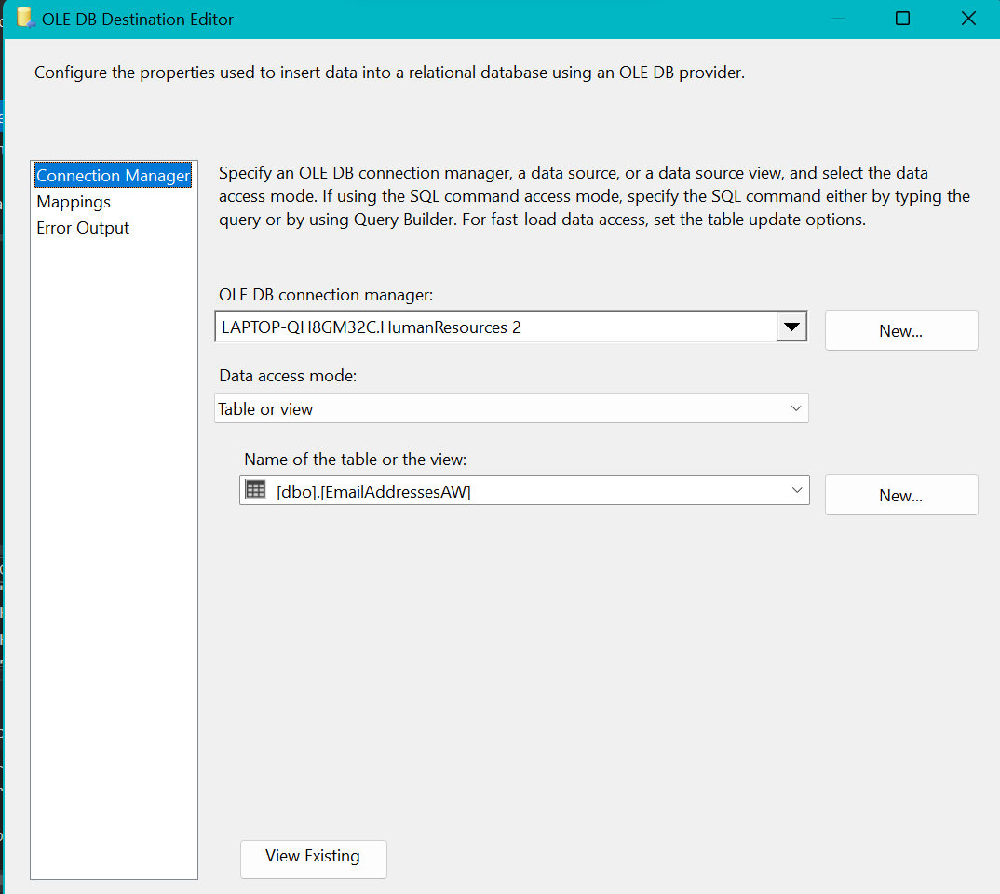 OLE DB Destination Editor
Configure the properties used to insert data into a relational database using an OLE DB provider.
Connection Manager
Mappings
Error Output
Specify an OLE DB connection manager, a data source, or a data source view, and select the data
access mode. If using the SQL command access mode, specify the SQL command either by typing the
query or by using Query Builder. For fast-load data access, set the table update options.
OLE DB connection manager:
LAPTOP-QH8GM32C.HumanResources 2
New...
Data access mode:
Table or view
Name of the table or the view:
[dbo].[EmailAddressesAW]
New...
View Existing